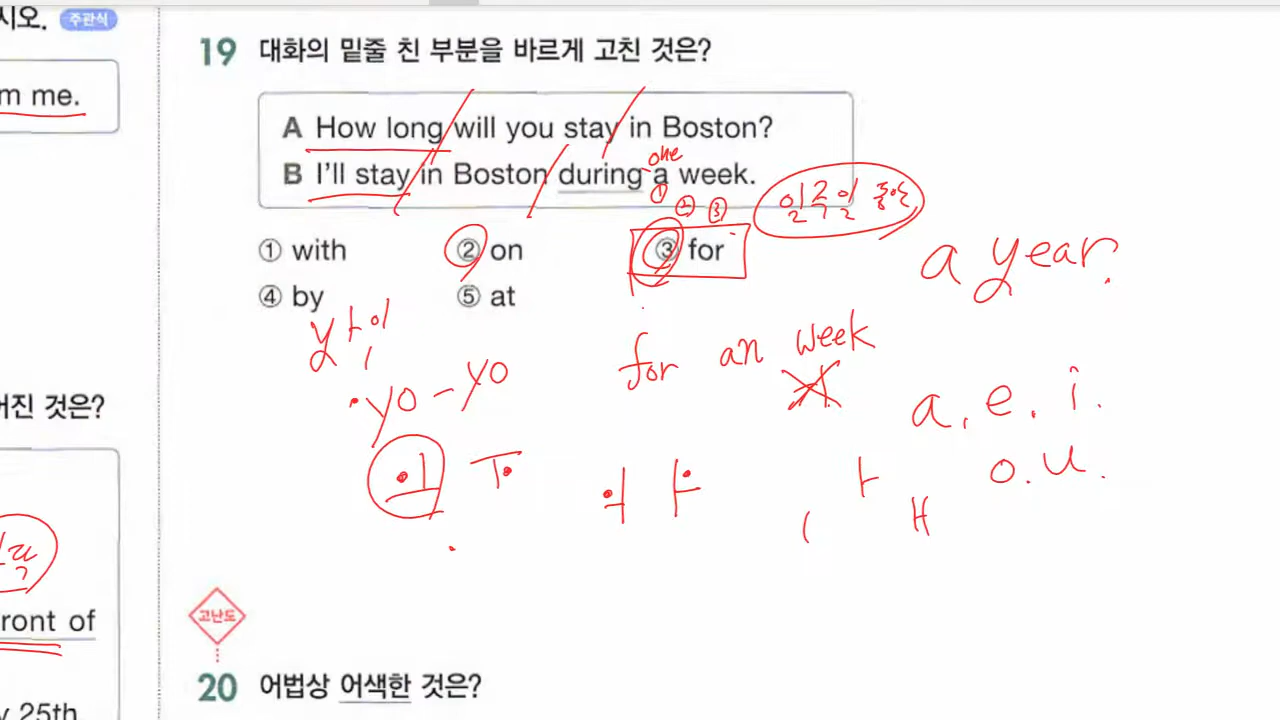 시오. 주관식
m me.
19 대화의 밑줄 친 부분을 바르게 고친 것은?
A How long will you stay in Boston?
one
B I'll stay in Boston during a week.
① ② ③
일주일 동안
① with ② on ③ for
④ by ⑤ at
a year.
for an week
yo-yo
a, e, i.
o. u.
어진 것은?
ront of
고난도
20 어법상 어색한 것은?
y 25th.